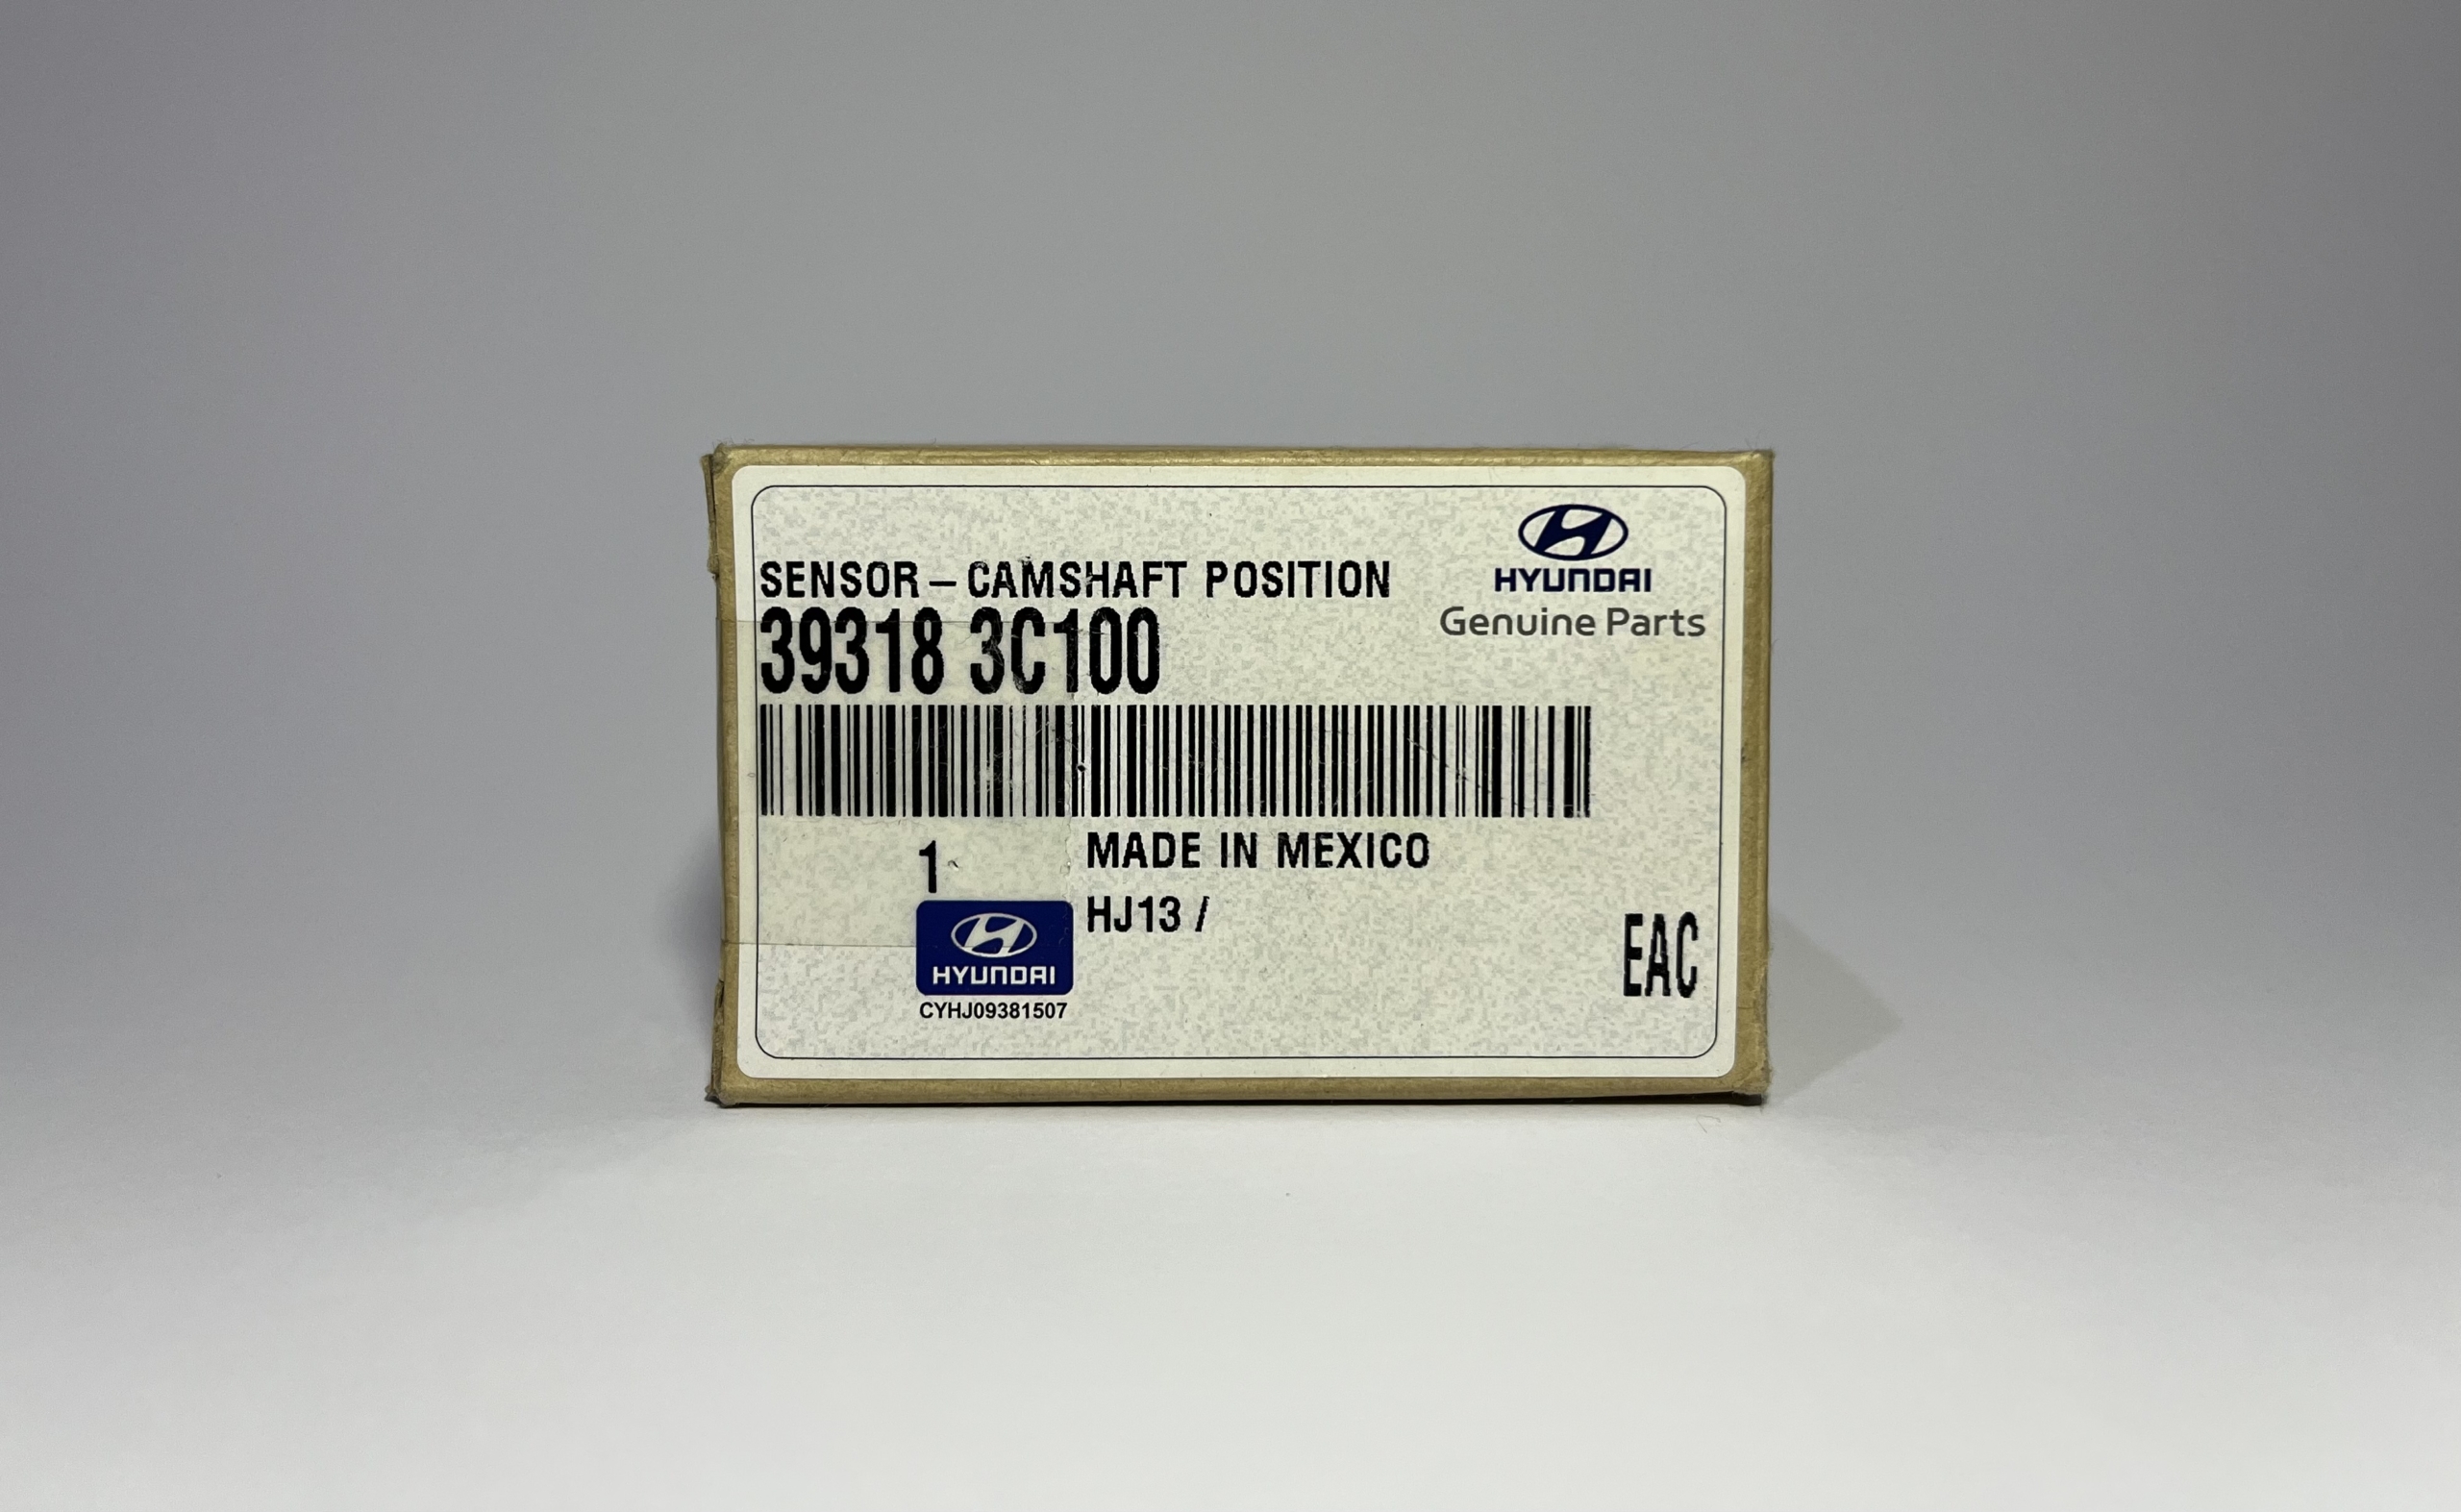 HYUNDAI
Genuine Parts
SENSOR – CAMSHAFT POSITION
39318 3C100
1
MADE IN MEXICO
HJ13 /
HYUNDAI
CYHJ09381507
EAC